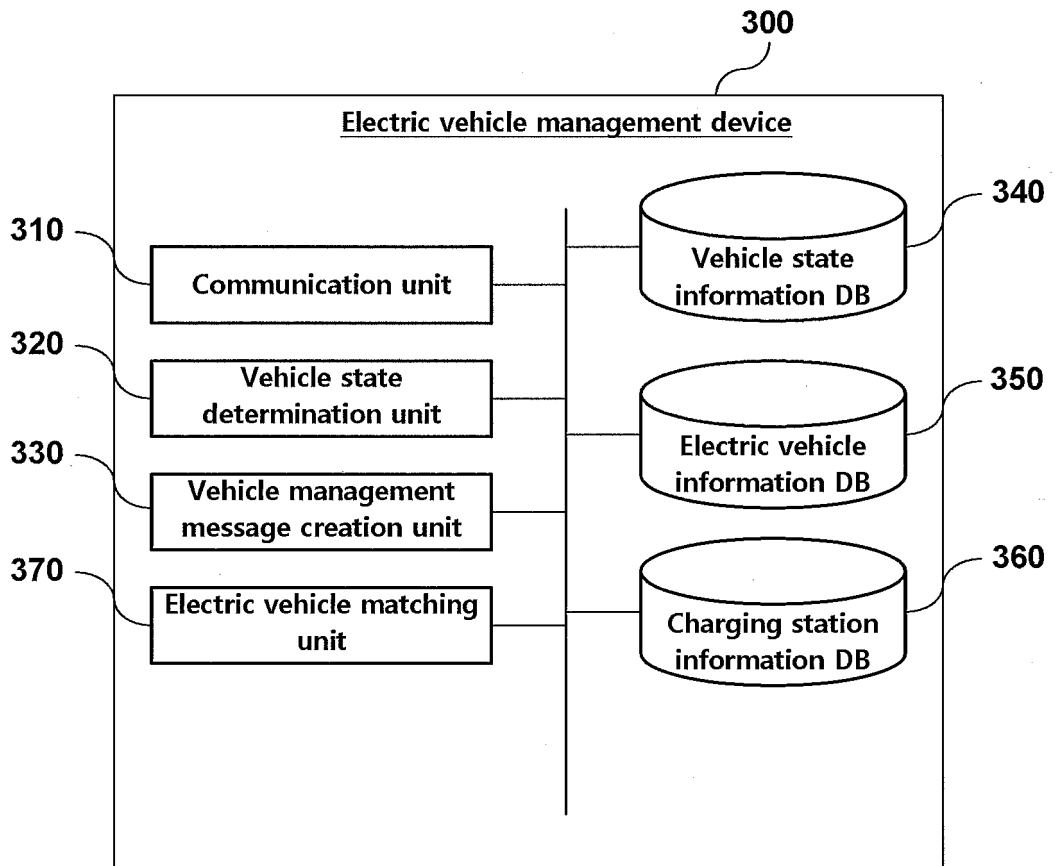 300
Electric vehicle management device
310
Communication unit
320
Vehicle state
determination unit
330
Vehicle management
message creation unit
370
Electric vehicle matching
unit
340
Vehicle state
information DB
350
Electric vehicle
information DB
360
Charging station
information DB